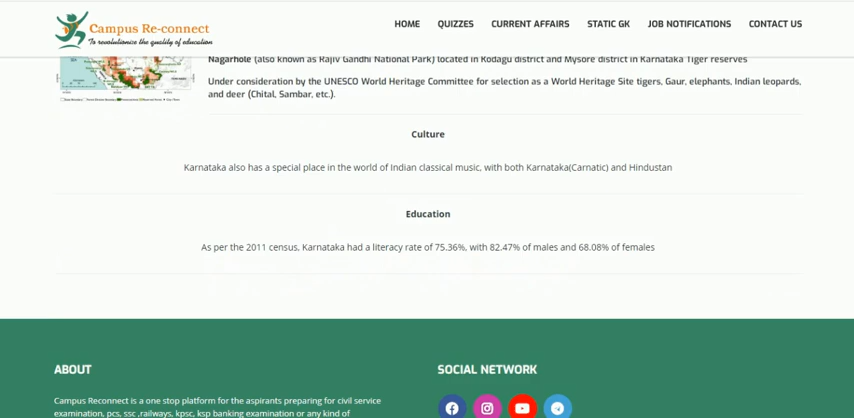 Campus Re-connect
To revolutionize the quality of education
HOME QUIZZES CURRENT AFFAIRS STATIC GK JOB NOTIFICATIONS CONTACT US
Nagarhole (also known as Rajiv Gandhi National Park) located in Kodagu district and Mysore district in Karnataka Tiger reserves
Under consideration by the UNESCO World Heritage Committee for selection as a World Heritage Site tigers, Gaur, elephants, Indian leopards,
and deer (Chital, Sambar, etc.).
Culture
Karnataka also has a special place in the world of Indian classical music, with both Karnataka(Carnatic) and Hindustan
Education
As per the 2011 census, Karnataka had a literacy rate of 75.36%, with 82.47% of males and 68.08% of females
ABOUT
Campus Reconnect is a one stop platform for the aspirants preparing for civil service
examination, pcs, ssc ,railways, kpsc, ksp banking examination or any kind of
SOCIAL NETWORK